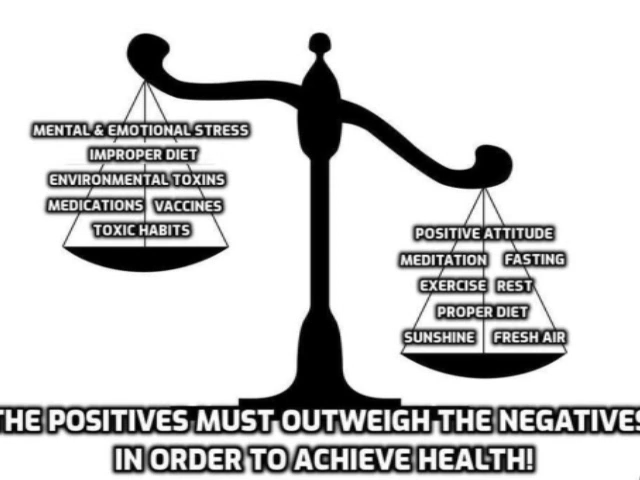 MENTAL & EMOTIONAL STRESS
IMPROPER DIET
ENVIRONMENTAL TOXINS
MEDICATIONS VACCINES
TOXIC HABITS
POSITIVE ATTITUDE
MEDITATION FASTING
EXERCISE REST
PROPER DIET
SUNSHINE FRESH AIR
THE POSITIVES MUST OUTWEIGH THE NEGATIVES
IN ORDER TO ACHIEVE HEALTH!